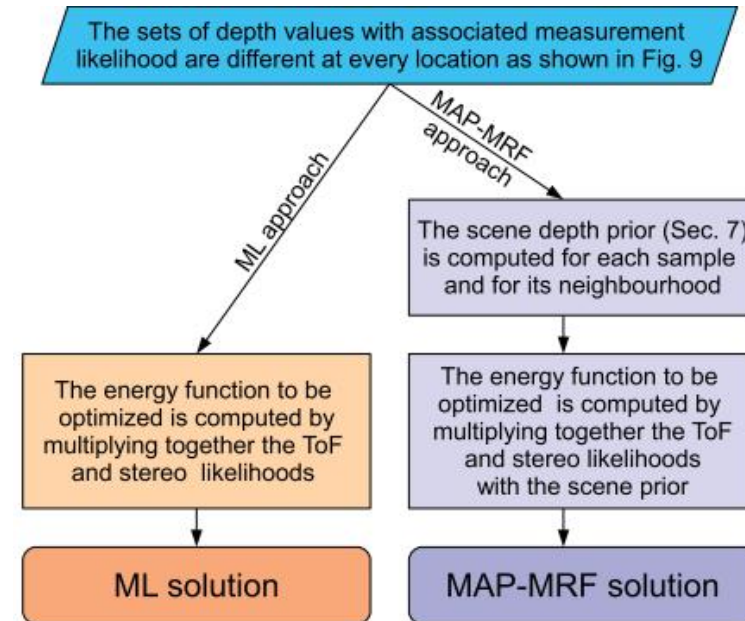 The sets of depth values with associated measurement
likelihood are different at every location as shown in Fig. 9
ML approach
MAP-MRF
approach
The scene depth prior (Sec. 7)
is computed for each sample
and for its neighbourhood
The energy function to be
optimized is computed by
multiplying together the ToF
and stereo likelihoods
The energy function to be
optimized is computed by
multiplying together the ToF
and stereo likelihoods
with the scene prior
ML solution
MAP-MRF solution